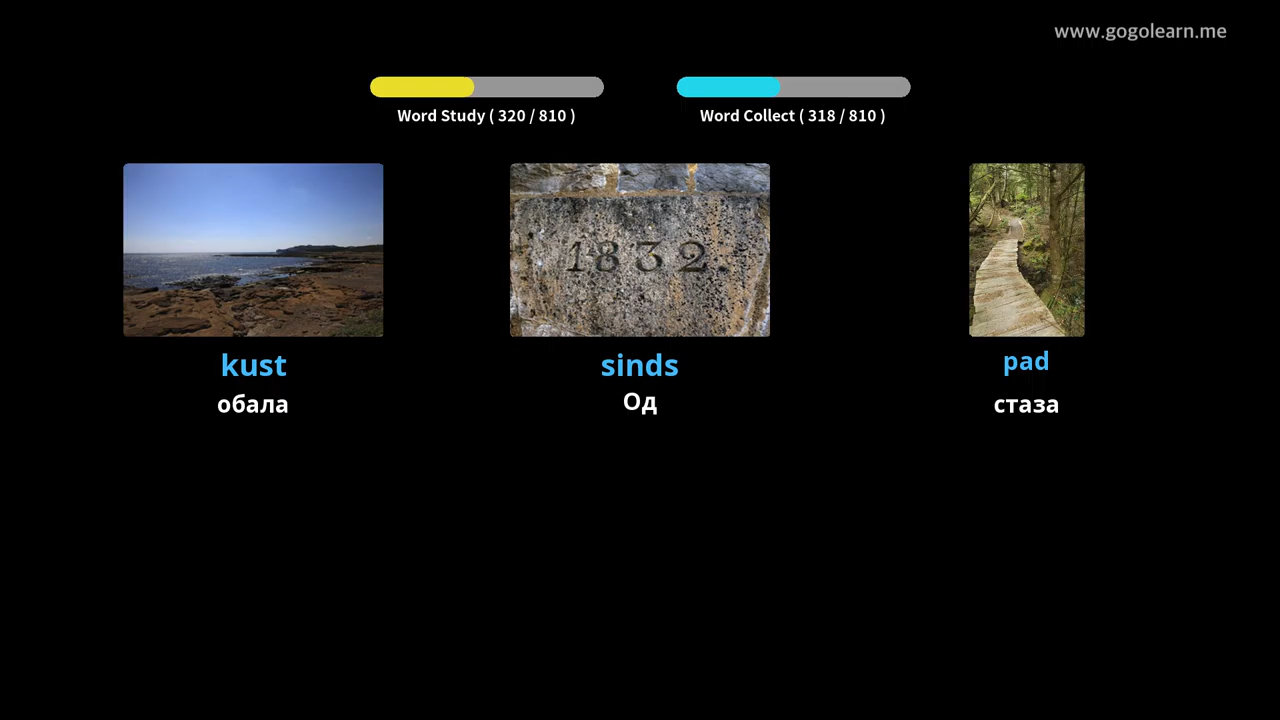 www.gogolearn.me
Word Study ( 320 / 810 )
Word Collect ( 318 / 810 )
1832.
kust
sinds
pad
обала
Од
стаза